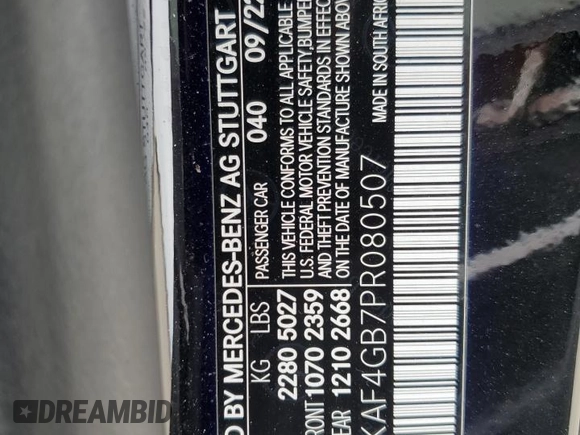 D BY MERCEDES-BENZ AG STUTTGART
KG LBS PASSENGER CAR 040 09/22
2280 5027
FRONT 1070 2359
REAR 1210 2668
THIS VEHICLE CONFORMS TO ALL APPLICABLE
U.S. FEDERAL MOTOR VEHICLE SAFETY, BUMPER
AND THEFT PREVENTION STANDARDS IN EFFECT
ON THE DATE OF MANUFACTURE SHOWN ABOVE
KAF4GB7PR080507
MADE IN SOUTH AFRI
DREAMBID